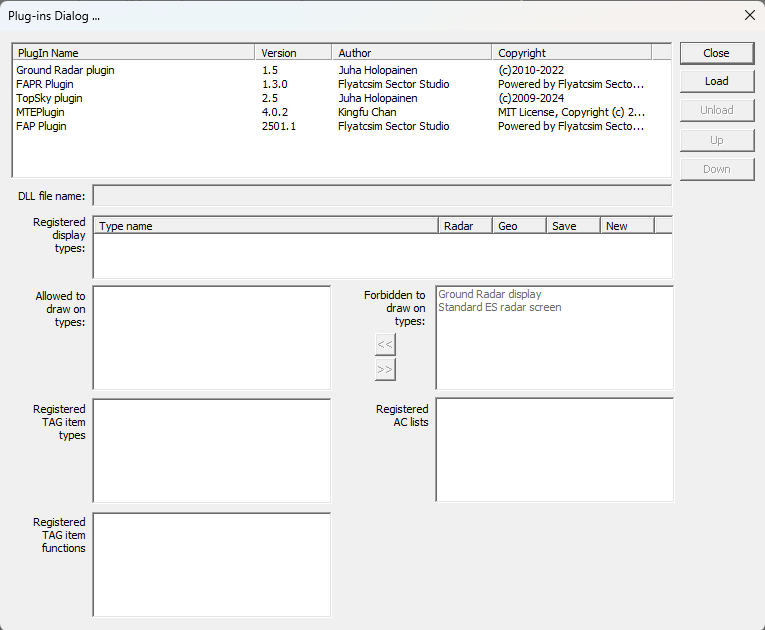 Plug-ins Dialog ...
PlugIn Name Version Author Copyright
Ground Radar plugin 1.5 Juha Holopainen (c)2010-2022
FAPR Plugin 1.3.0 Flyatcsim Sector Studio Powered by Flyatcsim Secto...
TopSky plugin 2.5 Juha Holopainen (c)2009-2024
MTEPlugin 4.0.2 Kingfu Chan MIT License, Copyright (c) 2...
FAP Plugin 2501.1 Flyatcsim Sector Studio Powered by Flyatcsim Secto...
Close
Load
Unload
Up
Down
DLL file name:
Registered
display
types:
Type name Radar Geo Save New
Allowed to
draw on
types:
Forbidden to
draw on
types:
<<
>>
Ground Radar display
Standard ES radar screen
Registered
TAG item
types
Registered
AC lists
Registered
TAG item
functions